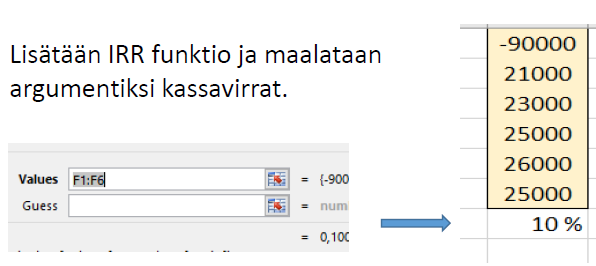 Lisätään IRR funktio ja maalataan
argumentiksi kassavirrat.
Values F1:F6 = {-900
Guess = num
= 0,100
-90000
21000
23000
25000
26000
25000
10 %